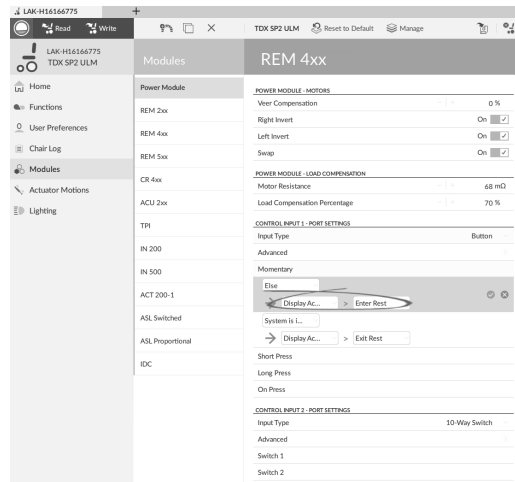 LAK-H16166775
Read
Write
TDX SP2 ULM
Reset to Default
Manage
LAK-H16166775
TDX SP2 ULM
Home
Functions
User Preferences
Chair Log
Modules
Actuator Motions
Lighting
Modules
Power Module
REM 2xx
REM 4xx
REM 5xx
CR 4xx
ACU 2xx
TPI
IN 200
IN 500
ACT 200-1
ASL Switched
ASL Proportional
IDC
REM 4xx
POWER MODULE - MOTORS
Veer Compensation 0 %
Right Invert On
Left Invert On
Swap On
POWER MODULE - LOAD COMPENSATION
Motor Resistance 68 mΩ
Load Compensation Percentage 70 %
CONTROL INPUT 1 - PORT SETTINGS
Input Type Button
Advanced
Momentary
Else
Display Ac... > Enter Rest
System is i...
Display Ac... > Exit Rest
Short Press
Long Press
On Press
CONTROL INPUT 2 - PORT SETTINGS
Input Type 10-Way Switch
Advanced
Switch 1
Switch 2